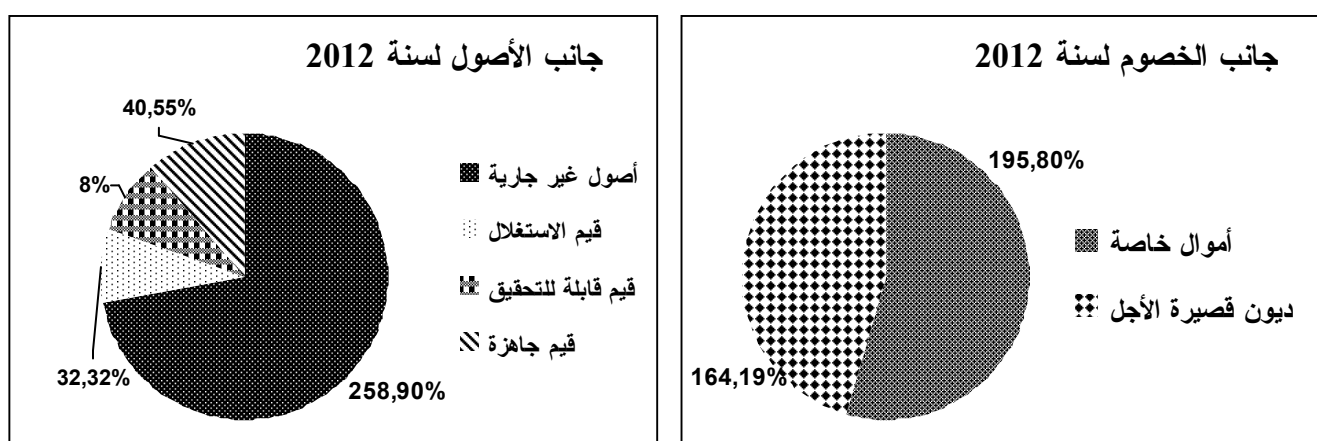 جانب الخصوم لسنة 2012
195,80%
164,19%
أموال خاصة
ديون قصيرة الأجل
جانب الأصول لسنة 2012
40,55%
8%
32,32%
258,90%
أصول غير جارية
قيم الاستغلال
قيم قابلة للتحقيق
قيم جاهزة